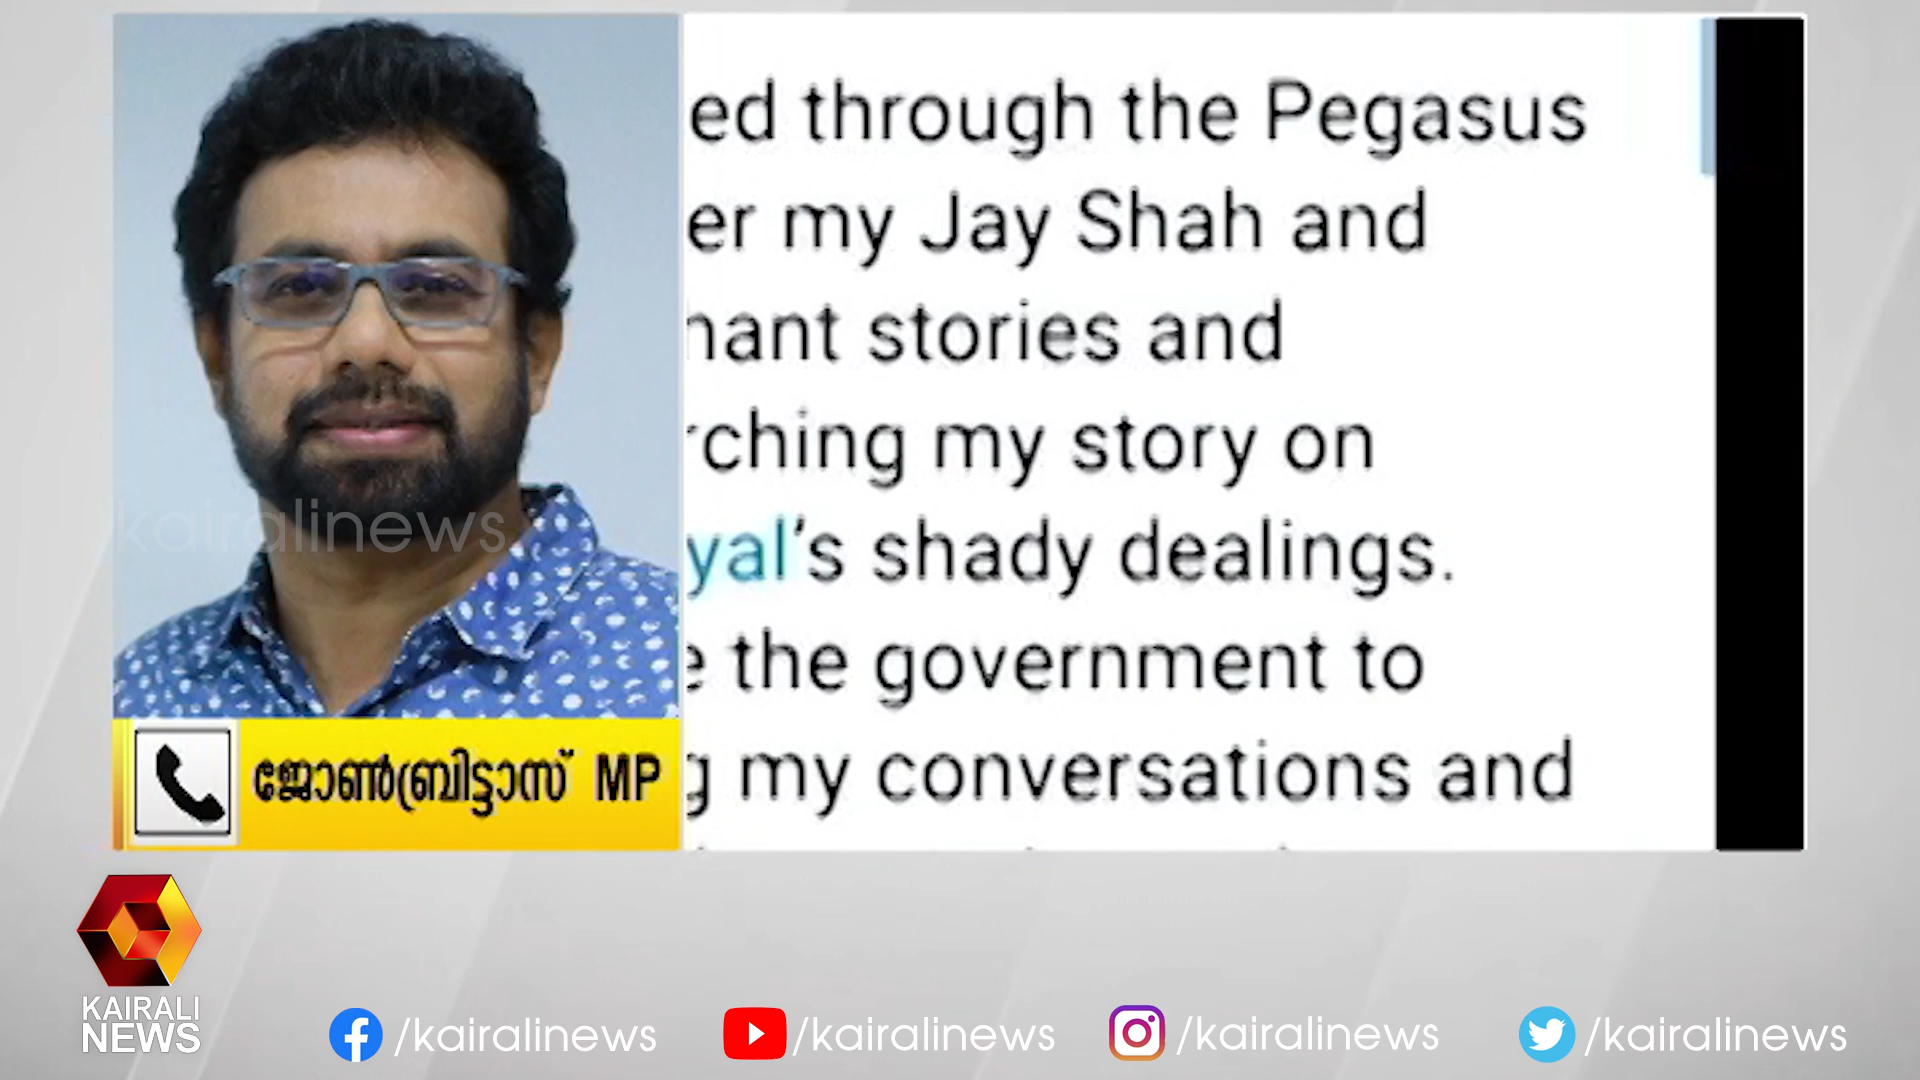 ed through the Pegasus
er my Jay Shah and
hant stories and
rching my story on
yal's shady dealings.
e the government to
g my conversations and
kairalinews
ജോൺബ്രിട്ടാസ് MP
KAIRALI
NEWS
/kairalinews
/kairalinews
/kairalinews
/kairalinews